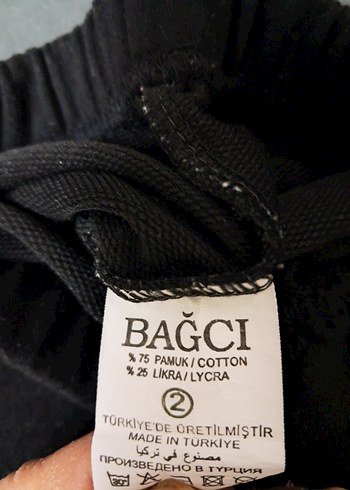 BAĞCI
% 75 PAMUK / COTTON
% 25 LİKRA / LYCRA
2
TÜRKİYE'DE ÜRETİLMİŞTİR
MADE IN TURKIYE
مصنوع في تركيا
ПРОИЗВЕДЕНО В ТУРЦИЯ
30